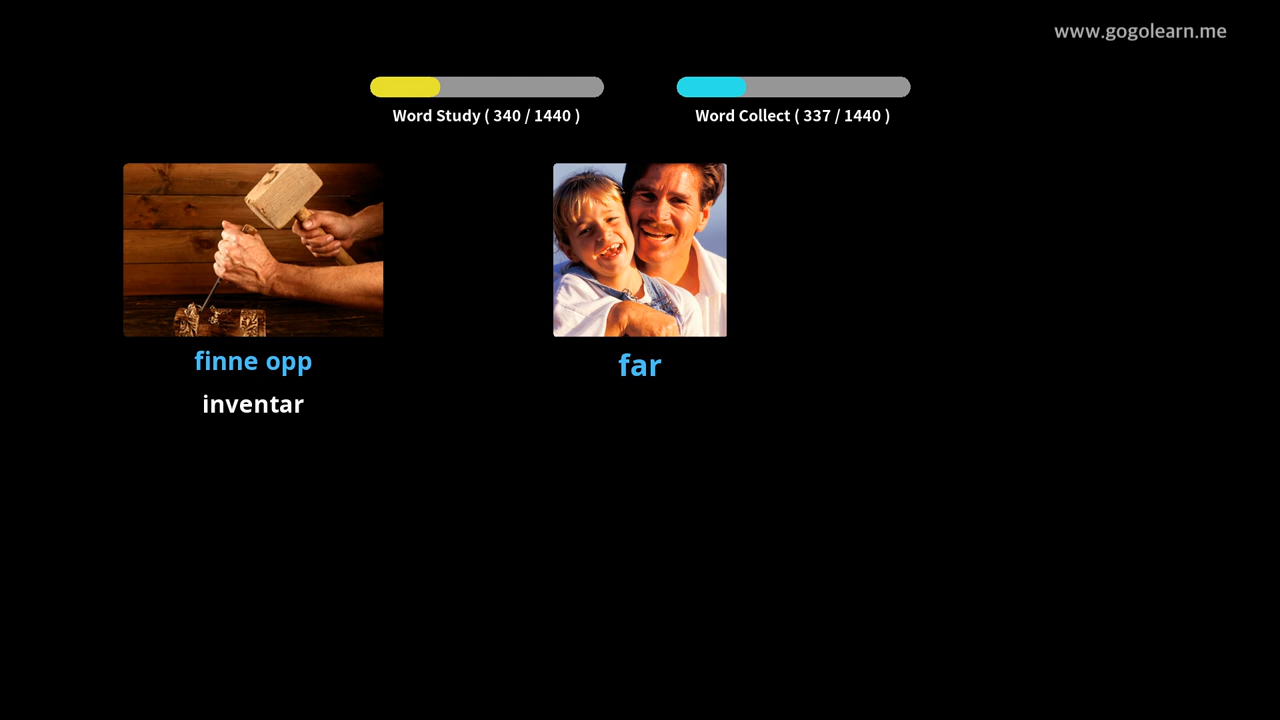 www.gogolearn.me
Word Study ( 340 / 1440 )
Word Collect ( 337 / 1440 )
finne opp
far
inventar